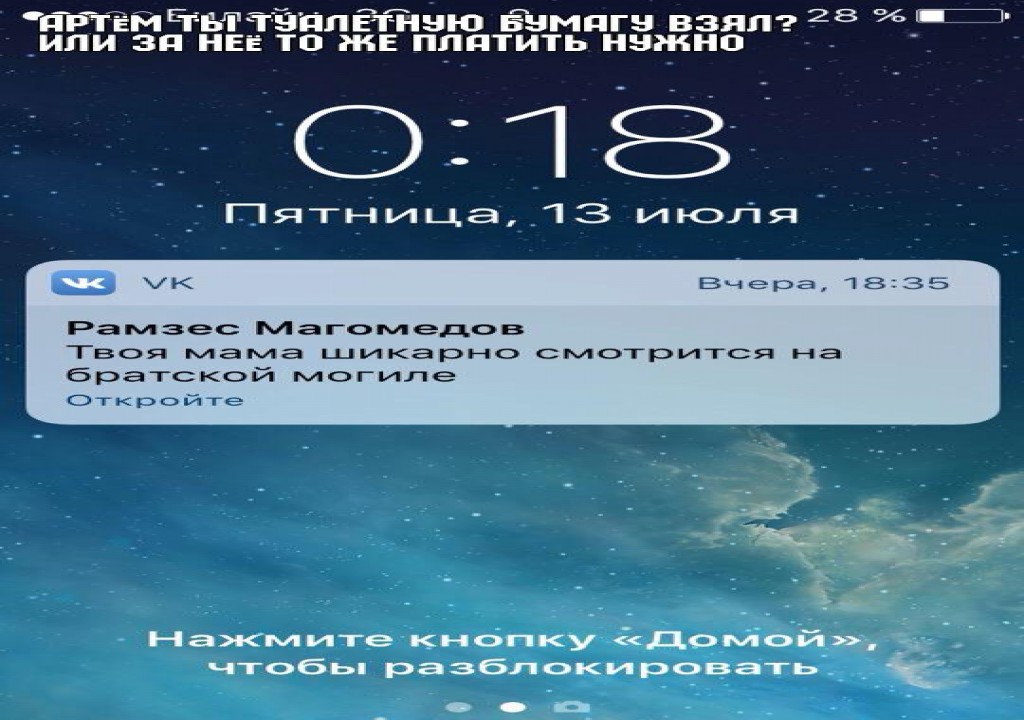 АРТЁМ ТЫ ТУАЛЕТНУЮ БУМАГУ ВЗЯЛ?
28 %
ИЛИ ЗА НЕЁ ТО ЖЕ ПЛАТИТЬ НУЖНО
0:18
Пятница, 13 июля
VK
Вчера, 18:35
Рамзес Магомедов
Твоя мама шикарно смотрится на
братской могиле
Откройте
Нажмите кнопку «Домой»,
чтобы разблокировать